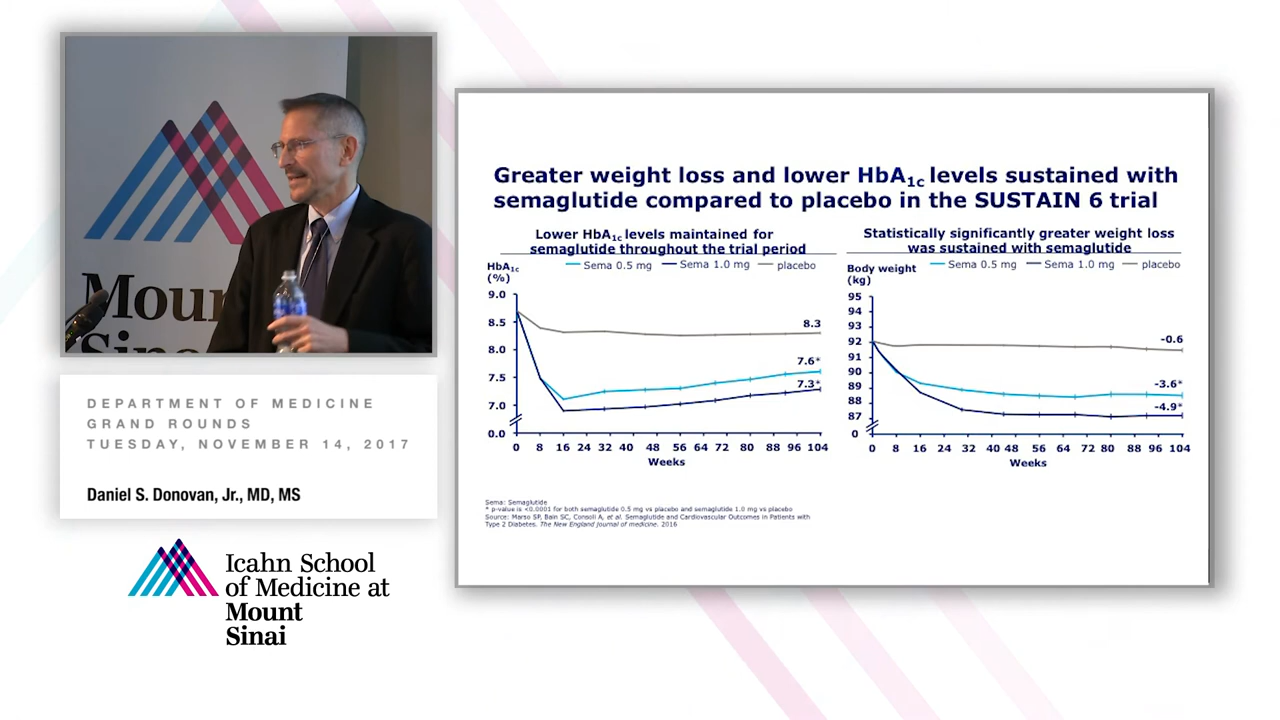 Moun
Sinai
DEPARTMENT OF MEDICINE
GRAND ROUNDS
TUESDAY, NOVEMBER 14, 2017
Daniel S. Donovan, Jr., MD, MS
Icahn School
of Medicine at
Mount
Sinai
Greater weight loss and lower HbA1c levels sustained with
semaglutide compared to placebo in the SUSTAIN 6 trial
Lower HbA1c levels maintained for
semaglutide throughout the trial period
HbA1c
(%)
Sema 0.5 mg Sema 1.0 mg placebo
9.0
8.5
8.0
7.5
7.0
0.0
8.3
7.6*
7.3*
0 8 16 24 32 40 48 56 64 72 80 88 96 104
Weeks
Statistically significantly greater weight loss
was sustained with semaglutide
Body weight
(kg)
Sema 0.5 mg Sema 1.0 mg placebo
95
94
93
92
91
90
89
88
87
0
-0.6
-3.6*
-4.9*
0 8 16 24 32 40 48 56 64 72 80 88 96 104
Weeks
Sema: Semaglutide
* p-value is <0.0001 for both semaglutide 0.5 mg vs placebo and semaglutide 1.0 mg vs placebo
Source: Marso SP, Bain SC, Consoli A, et al. Semaglutide and Cardiovascular Outcomes in Patients with
Type 2 Diabetes. The New England journal of medicine. 2016